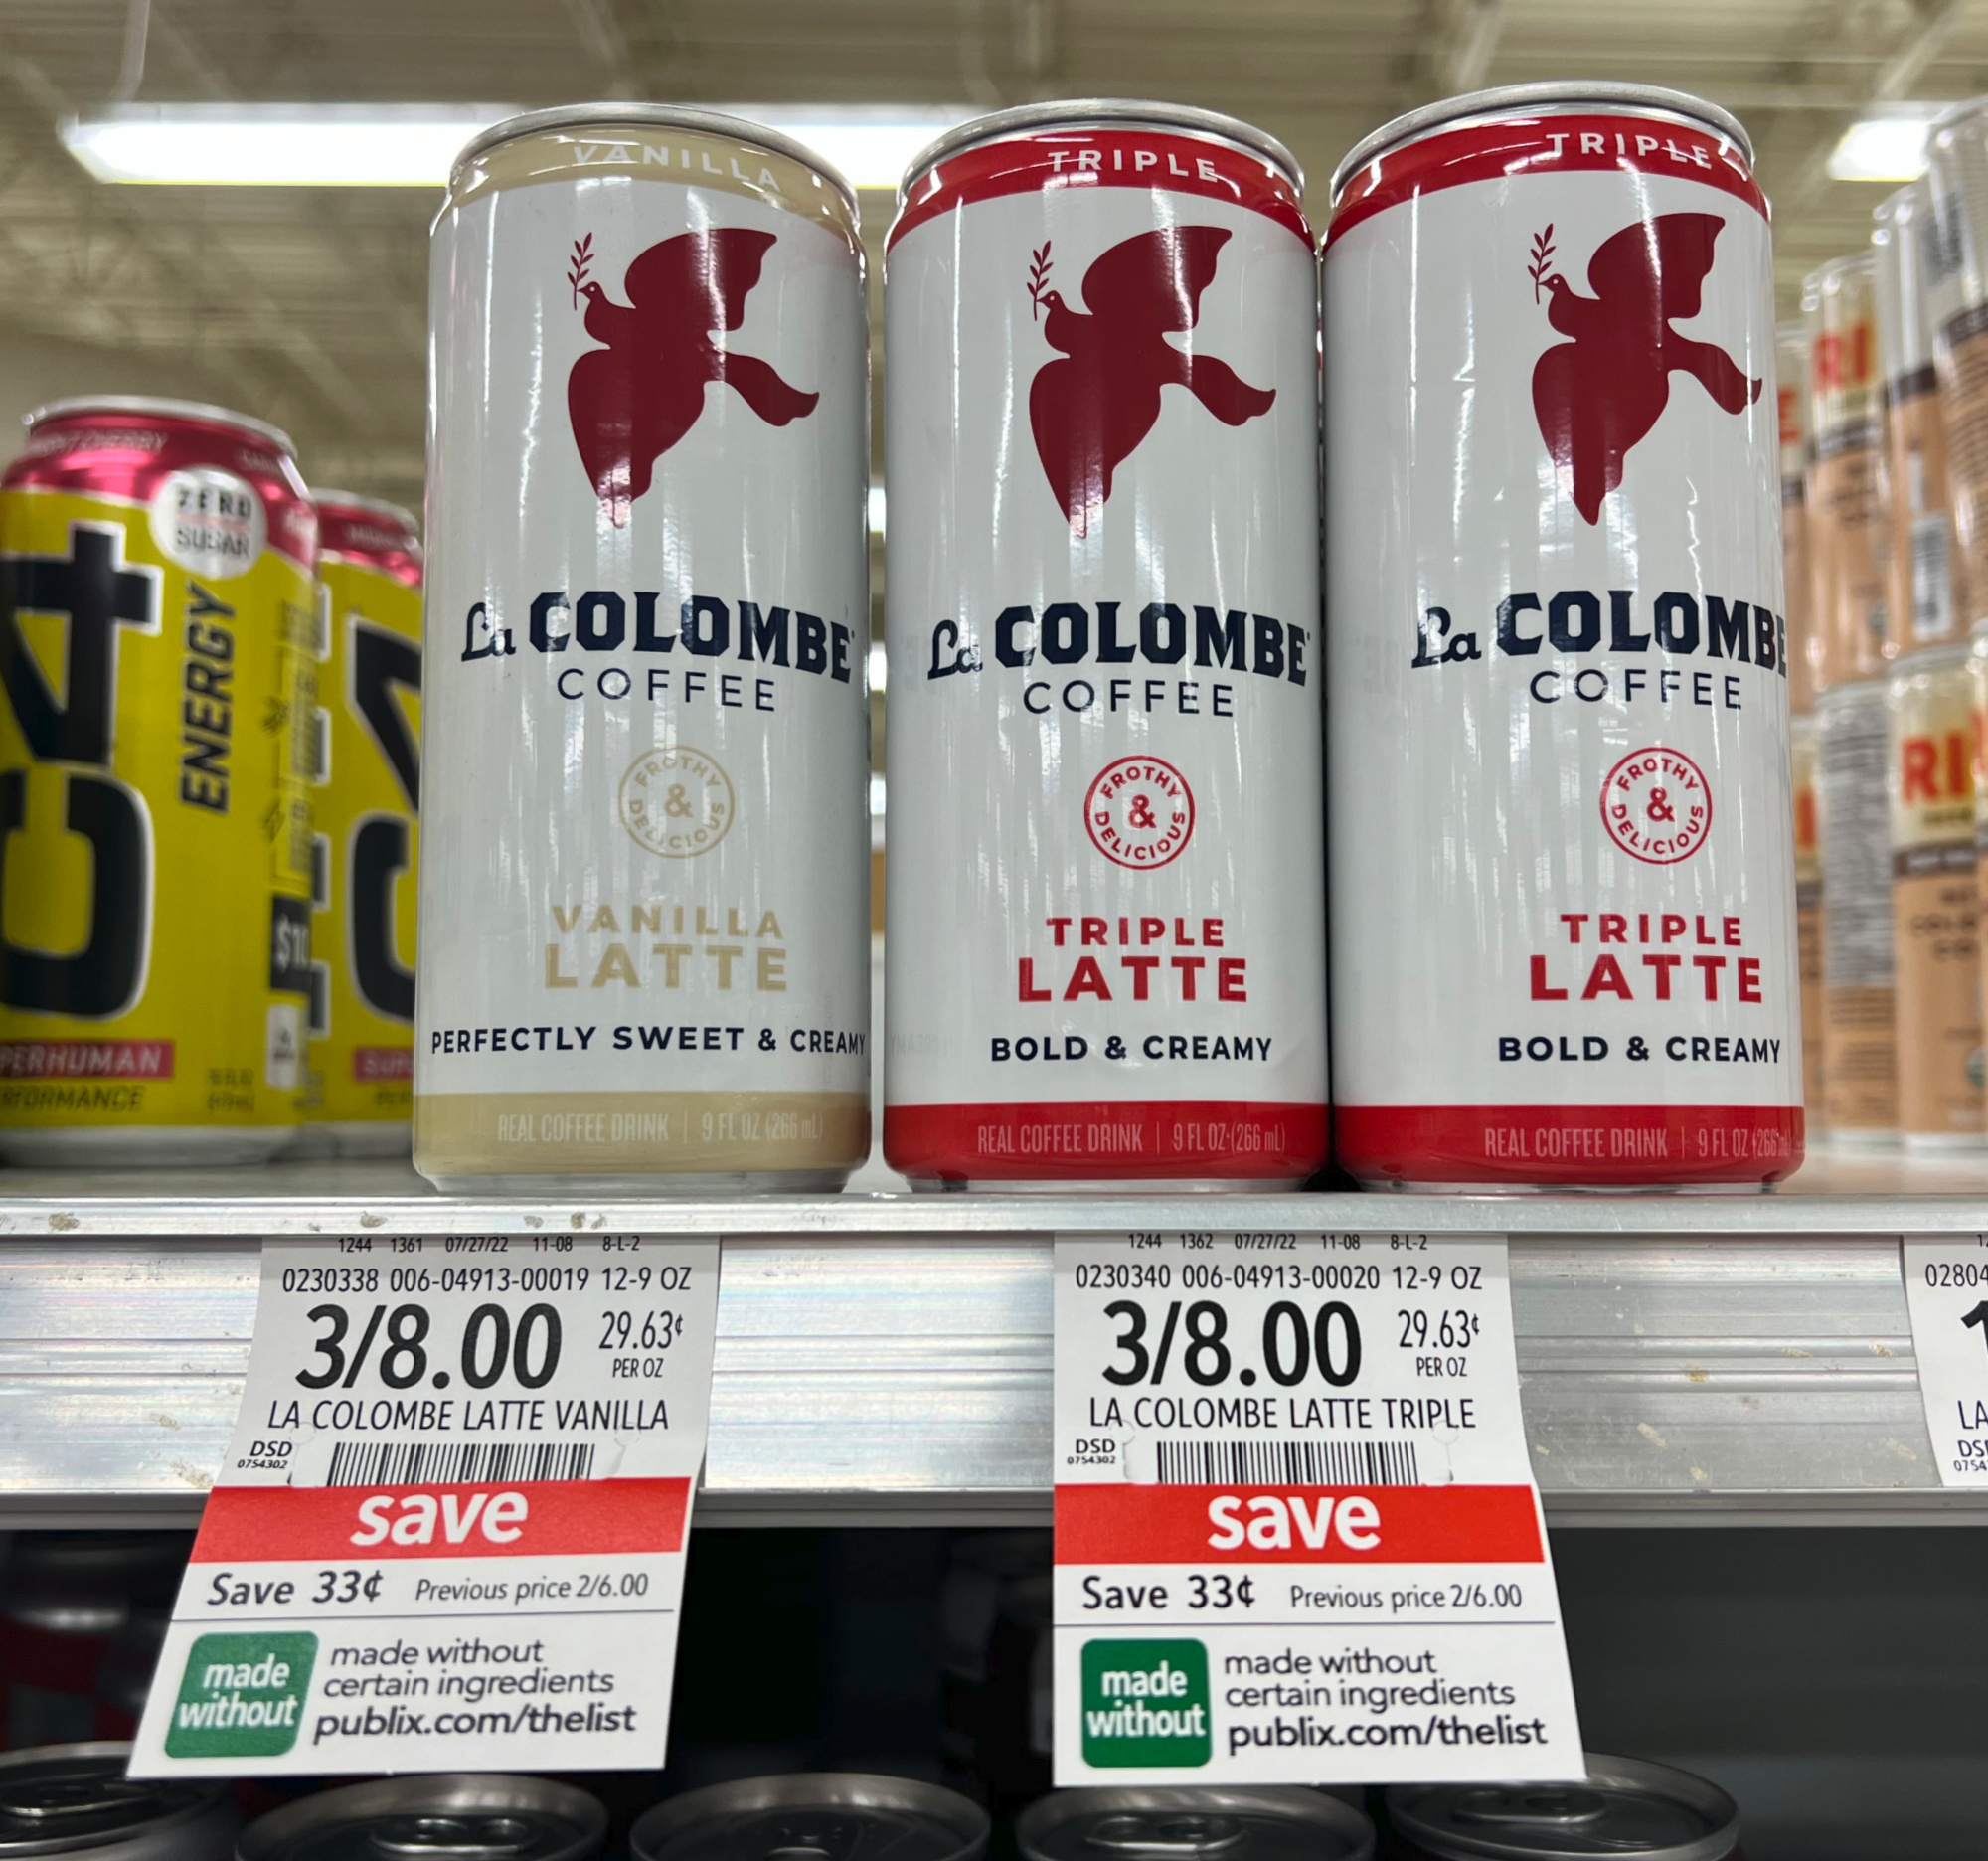 VANILLA
La COLOMBE
COFFEE
FROTHY & DELICIOUS
VANILLA
LATTE
PERFECTLY SWEET & CREAMY
REAL COFFEE DRINK | 9 FL OZ (266 mL)
TRIPLE
La COLOMBE
COFFEE
FROTHY & DELICIOUS
TRIPLE
LATTE
BOLD & CREAMY
REAL COFFEE DRINK | 9 FL OZ (266 mL)
TRIPLE
La COLOMBE
COFFEE
FROTHY & DELICIOUS
TRIPLE
LATTE
BOLD & CREAMY
REAL COFFEE DRINK | 9 FL OZ (266 mL)
ZERO
SUGAR
C4
ENERGY
1244 1361 07/27/22 11-08 8-L-2
0230338 006-04913-00019 12-9 OZ
3/8.00 29.63¢
PER OZ
LA COLOMBE LATTE VANILLA
DSD
0754302
save
Save 33¢ Previous price 2/6.00
made without
made without
certain ingredients
publix.com/thelist
1244 1362 07/27/22 11-08 8-L-2
0230340 006-04913-00020 12-9 OZ
3/8.00 29.63¢
PER OZ
LA COLOMBE LATTE TRIPLE
DSD
0754302
save
Save 33¢ Previous price 2/6.00
made without
made without
certain ingredients
publix.com/thelist
02804
LA